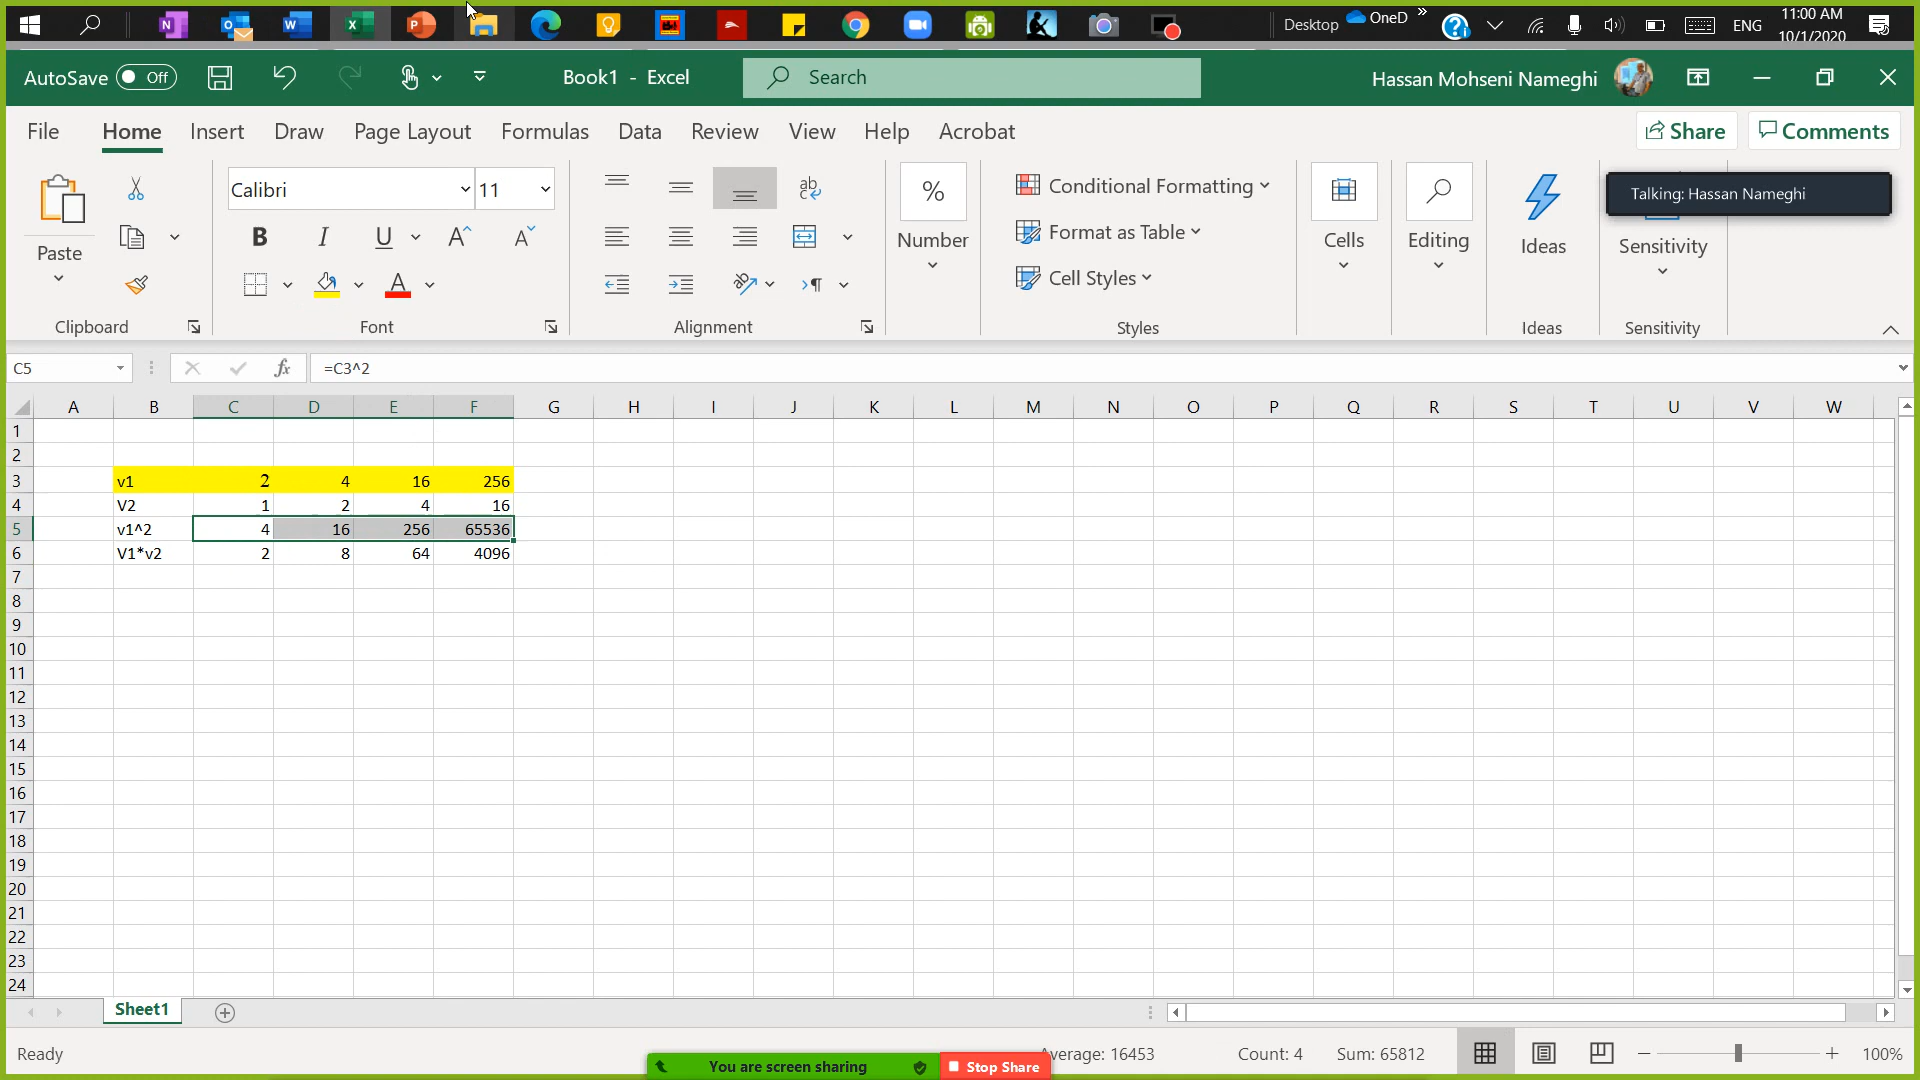 Desktop
OneD
ENG
11:00 AM
10/1/2020
AutoSave
Off
Book1 - Excel
Search
Hassan Mohseni Nameghi
File
Home
Insert
Draw
Page Layout
Formulas
Data
Review
View
Help
Acrobat
Share
Comments
Paste
Clipboard
Calibri
11
B
I
U
A
A
A
Font
ab
Alignment
%
Number
Conditional Formatting
Format as Table
Cell Styles
Styles
Cells
Editing
Ideas
Ideas
Talking: Hassan Nameghi
Sensitivity
Sensitivity
C5
fx
=C3^2
A B C D E F G H I J K L M N O P Q R S T U V W
1
2
3 v1 2 4 16 256
4 V2 1 2 4 16
5 v1^2 4 16 256 65536
6 V1*v2 2 8 64 4096
7
8
9
10
11
12
13
14
15
16
17
18
19
20
21
22
23
24
Sheet1
Ready
You are screen sharing
Stop Share
verage: 16453
Count: 4
Sum: 65812
100%